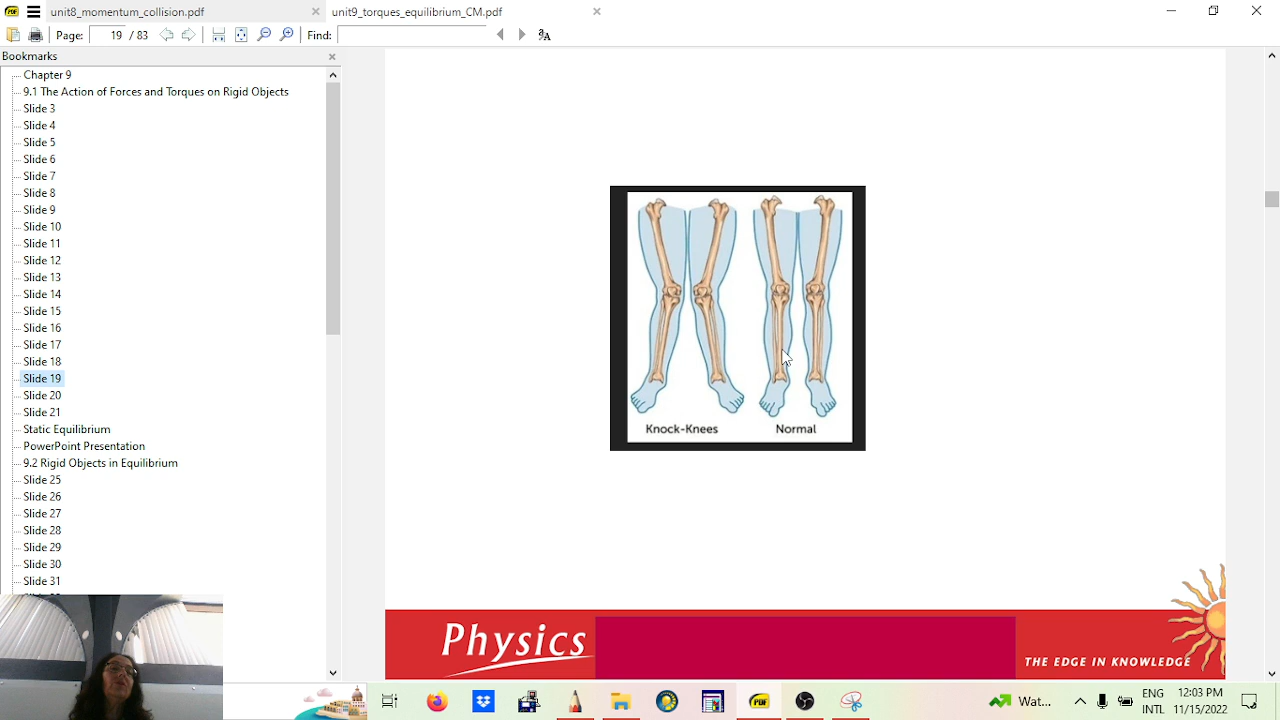 unit8_momentum_collision.pdf
unit9_torques_equilibrium_CM.pdf
Page: 19 / 83 Find:
Bookmarks
Chapter 9
9.1 The Action of Forces and Torques on Rigid Objects
Slide 3
Slide 4
Slide 5
Slide 6
Slide 7
Slide 8
Slide 9
Slide 10
Slide 11
Slide 12
Slide 13
Slide 14
Slide 15
Slide 16
Slide 17
Slide 18
Slide 19
Slide 20
Slide 21
Static Equilibrium
PowerPoint Presentation
9.2 Rigid Objects in Equilibrium
Slide 25
Slide 26
Slide 27
Slide 28
Slide 29
Slide 30
Slide 31
Knock-Knees Normal
Physics
THE EDGE IN KNOWLEDGE
PDF
Wat...
ENG
INTL
12:03 PM
11/15/2022